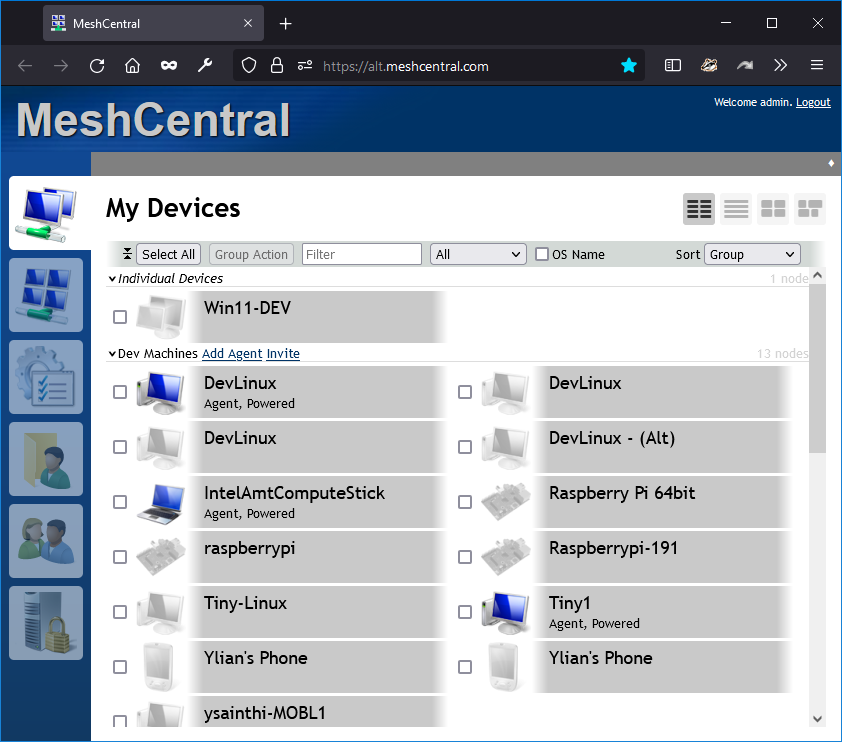 MeshCentral
https://alt.meshcentral.com
MeshCentral
Welcome admin. Logout
My Devices
Select All Group Action Filter All OS Name Sort Group
Individual Devices 1 node
Win11-DEV
Dev Machines Add Agent Invite 13 nodes
DevLinux
Agent, Powered
DevLinux
DevLinux
DevLinux - (Alt)
IntelAmtComputeStick
Agent, Powered
Raspberry Pi 64bit
raspberrypi
Raspberrypi-191
Tiny-Linux
Tiny1
Agent, Powered
Ylian's Phone
Ylian's Phone
ysainthi-MOBL1